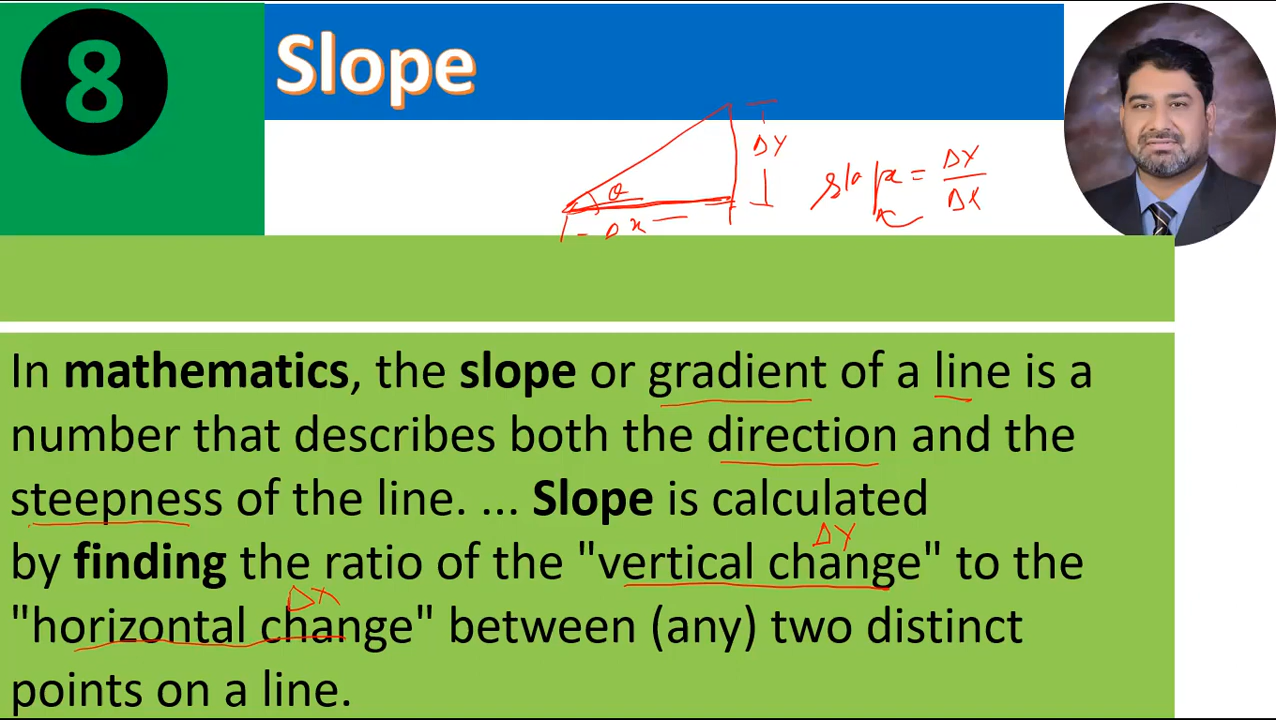 8
Slope
ΔY
θ
slope = ΔY/ΔX
Δx
In mathematics, the slope or gradient of a line is a
number that describes both the direction and the
steepness of the line. ... Slope is calculated
ΔY
by finding the ratio of the "vertical change" to the
ΔX
"horizontal change" between (any) two distinct
points on a line.